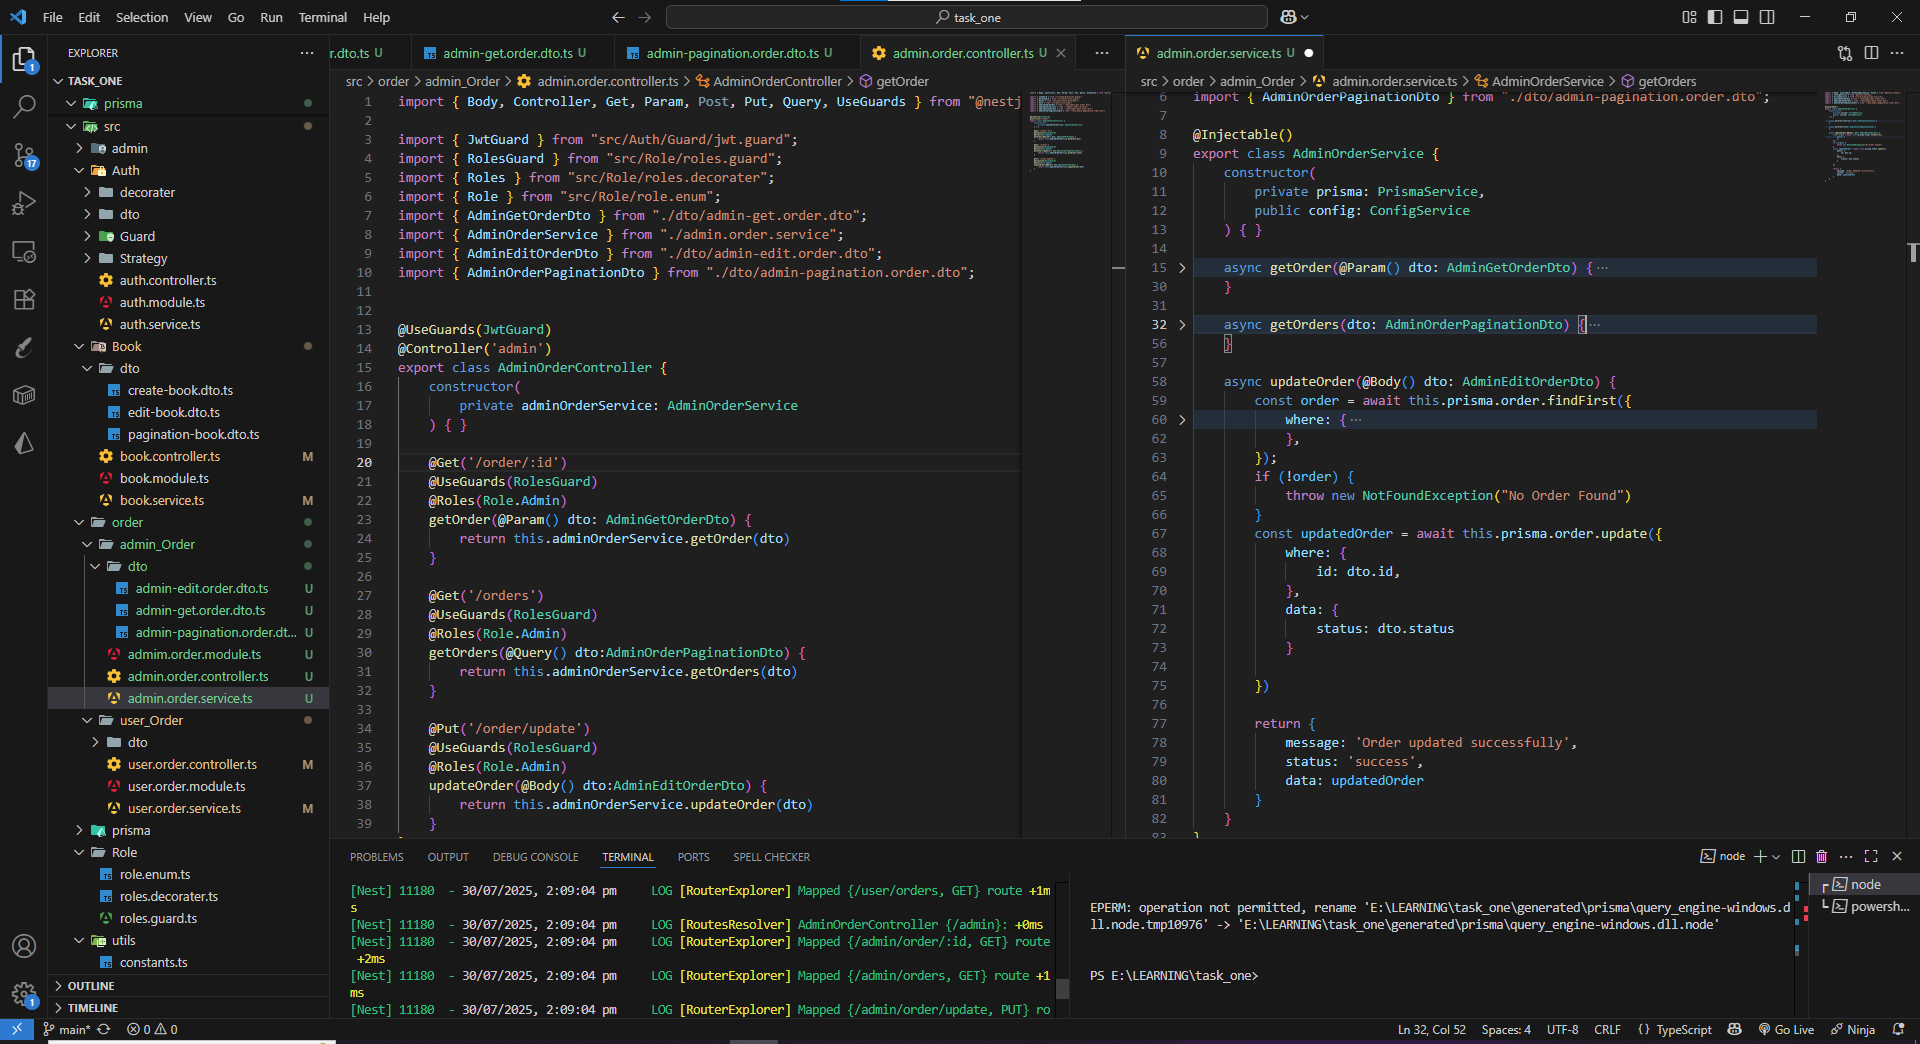 File Edit Selection View Go Run Terminal Help
task_one
EXPLORER
TASK_ONE
prisma
src
admin
Auth
decorater
dto
Guard
Strategy
auth.controller.ts
auth.module.ts
auth.service.ts
Book
dto
create-book.dto.ts
edit-book.dto.ts
pagination-book.dto.ts
book.controller.ts M
book.module.ts
book.service.ts M
order
admin_Order
dto
admin-edit.order.dto.ts U
admin-get.order.dto.ts U
admin-pagination.order.dt... U
admim.order.module.ts U
admin.order.controller.ts U
admin.order.service.ts U
user_Order
dto
user.order.controller.ts M
user.order.module.ts
user.order.service.ts M
prisma
Role
role.enum.ts
roles.decorater.ts
roles.guard.ts
utils
constants.ts
OUTLINE
TIMELINE
1
17
1
r.dto.ts U admin-get.order.dto.ts U admin-pagination.order.dto.ts U admin.order.controller.ts U
src > order > admin_Order > admin.order.controller.ts > AdminOrderController > getOrder
1 import { Body, Controller, Get, Param, Post, Put, Query, UseGuards } from "@nestj
2
3 import { JwtGuard } from "src/Auth/Guard/jwt.guard";
4 import { RolesGuard } from "src/Role/roles.guard";
5 import { Roles } from "src/Role/roles.decorater";
6 import { Role } from "src/Role/role.enum";
7 import { AdminGetOrderDto } from "./dto/admin-get.order.dto";
8 import { AdminOrderService } from "./admin.order.service";
9 import { AdminEditOrderDto } from "./dto/admin-edit.order.dto";
10 import { AdminOrderPaginationDto } from "./dto/admin-pagination.order.dto";
11
12
13 @UseGuards(JwtGuard)
14 @Controller('admin')
15 export class AdminOrderController {
16 constructor(
17 private adminOrderService: AdminOrderService
18 ) { }
19
20 @Get('/order/:id')
21 @UseGuards(RolesGuard)
22 @Roles(Role.Admin)
23 getOrder(@Param() dto: AdminGetOrderDto) {
24 return this.adminOrderService.getOrder(dto)
25 }
26
27 @Get('/orders')
28 @UseGuards(RolesGuard)
29 @Roles(Role.Admin)
30 getOrders(@Query() dto:AdminOrderPaginationDto) {
31 return this.adminOrderService.getOrders(dto)
32 }
33
34 @Put('/order/update')
35 @UseGuards(RolesGuard)
36 @Roles(Role.Admin)
37 updateOrder(@Body() dto:AdminEditOrderDto) {
38 return this.adminOrderService.updateOrder(dto)
39 }
admin.order.service.ts U
src > order > admin_Order > admin.order.service.ts > AdminOrderService > getOrders
6 import { AdminOrderPaginationDto } from "./dto/admin-pagination.order.dto";
7
8 @Injectable()
9 export class AdminOrderService {
10 constructor(
11 private prisma: PrismaService,
12 public config: ConfigService
13 ) { }
14
15 async getOrder(@Param() dto: AdminGetOrderDto) {···
30 }
31
32 async getOrders(dto: AdminOrderPaginationDto) {···
56 }
57
58 async updateOrder(@Body() dto: AdminEditOrderDto) {
59 const order = await this.prisma.order.findFirst({
60 where: {···
62 },
63 });
64 if (!order) {
65 throw new NotFoundException("No Order Found")
66 }
67 const updatedOrder = await this.prisma.order.update({
68 where: {
69 id: dto.id,
70 },
71 data: {
72 status: dto.status
73 }
74
75 })
76
77 return {
78 message: 'Order updated successfully',
79 status: 'success',
80 data: updatedOrder
81 }
82 }
83 }
PROBLEMS OUTPUT DEBUG CONSOLE TERMINAL PORTS SPELL CHECKER
node
[Nest] 11180 - 30/07/2025, 2:09:04 pm LOG [RouterExplorer] Mapped {/user/orders, GET} route +1m
s
[Nest] 11180 - 30/07/2025, 2:09:04 pm LOG [RoutesResolver] AdminOrderController {/admin}: +0ms
[Nest] 11180 - 30/07/2025, 2:09:04 pm LOG [RouterExplorer] Mapped {/admin/order/:id, GET} route
+2ms
[Nest] 11180 - 30/07/2025, 2:09:04 pm LOG [RouterExplorer] Mapped {/admin/orders, GET} route +1
ms
[Nest] 11180 - 30/07/2025, 2:09:04 pm LOG [RouterExplorer] Mapped {/admin/order/update, PUT} ro
EPERM: operation not permitted, rename 'E:\LEARNING\task_one\generated\prisma\query_engine-windows.d
ll.node.tmp10976' -> 'E:\LEARNING\task_one\generated\prisma\query_engine-windows.dll.node'
PS E:\LEARNING\task_one>
node
powersh...
main* 0 0
Ln 32, Col 52 Spaces: 4 UTF-8 CRLF {} TypeScript Go Live Ninja